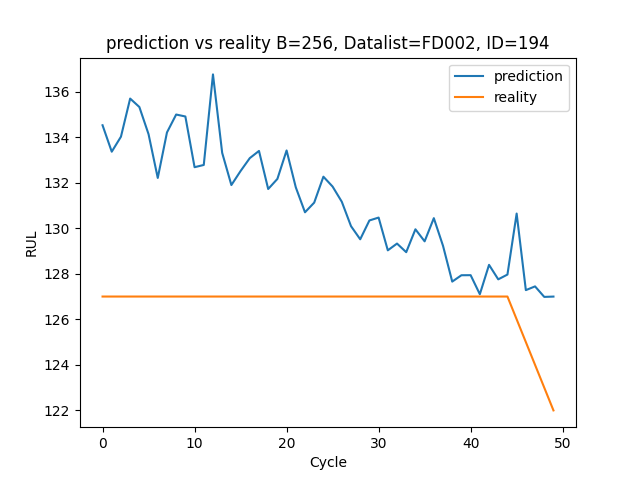 prediction vs reality B=256, Datalist=FD002, ID=194
prediction
reality
136
134
132
130
128
126
124
122
RUL
0 10 20 30 40 50
Cycle